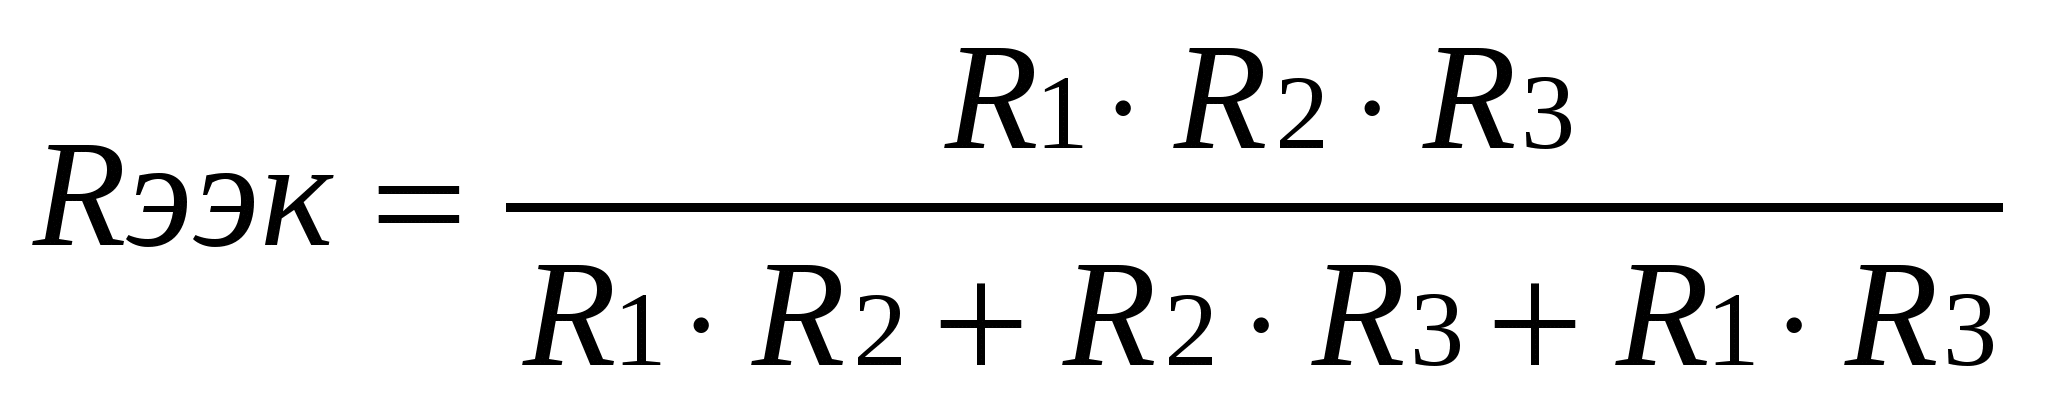 Rээк = (R1 · R2 · R3) / (R1 · R2 + R2 · R3 + R1 · R3)